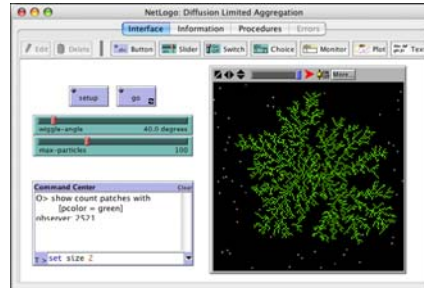 NetLogo: Diffusion Limited Aggregation
Interface Information Procedures Errors
Edit Delete Button Slider Switch Choice Monitor Plot Text
More...
setup go
wiggle-angle 40.0 degrees
max-particles 100
Command Center Clear
O> show count patches with
[pcolor = green]
observer: 2521
T> set size 2